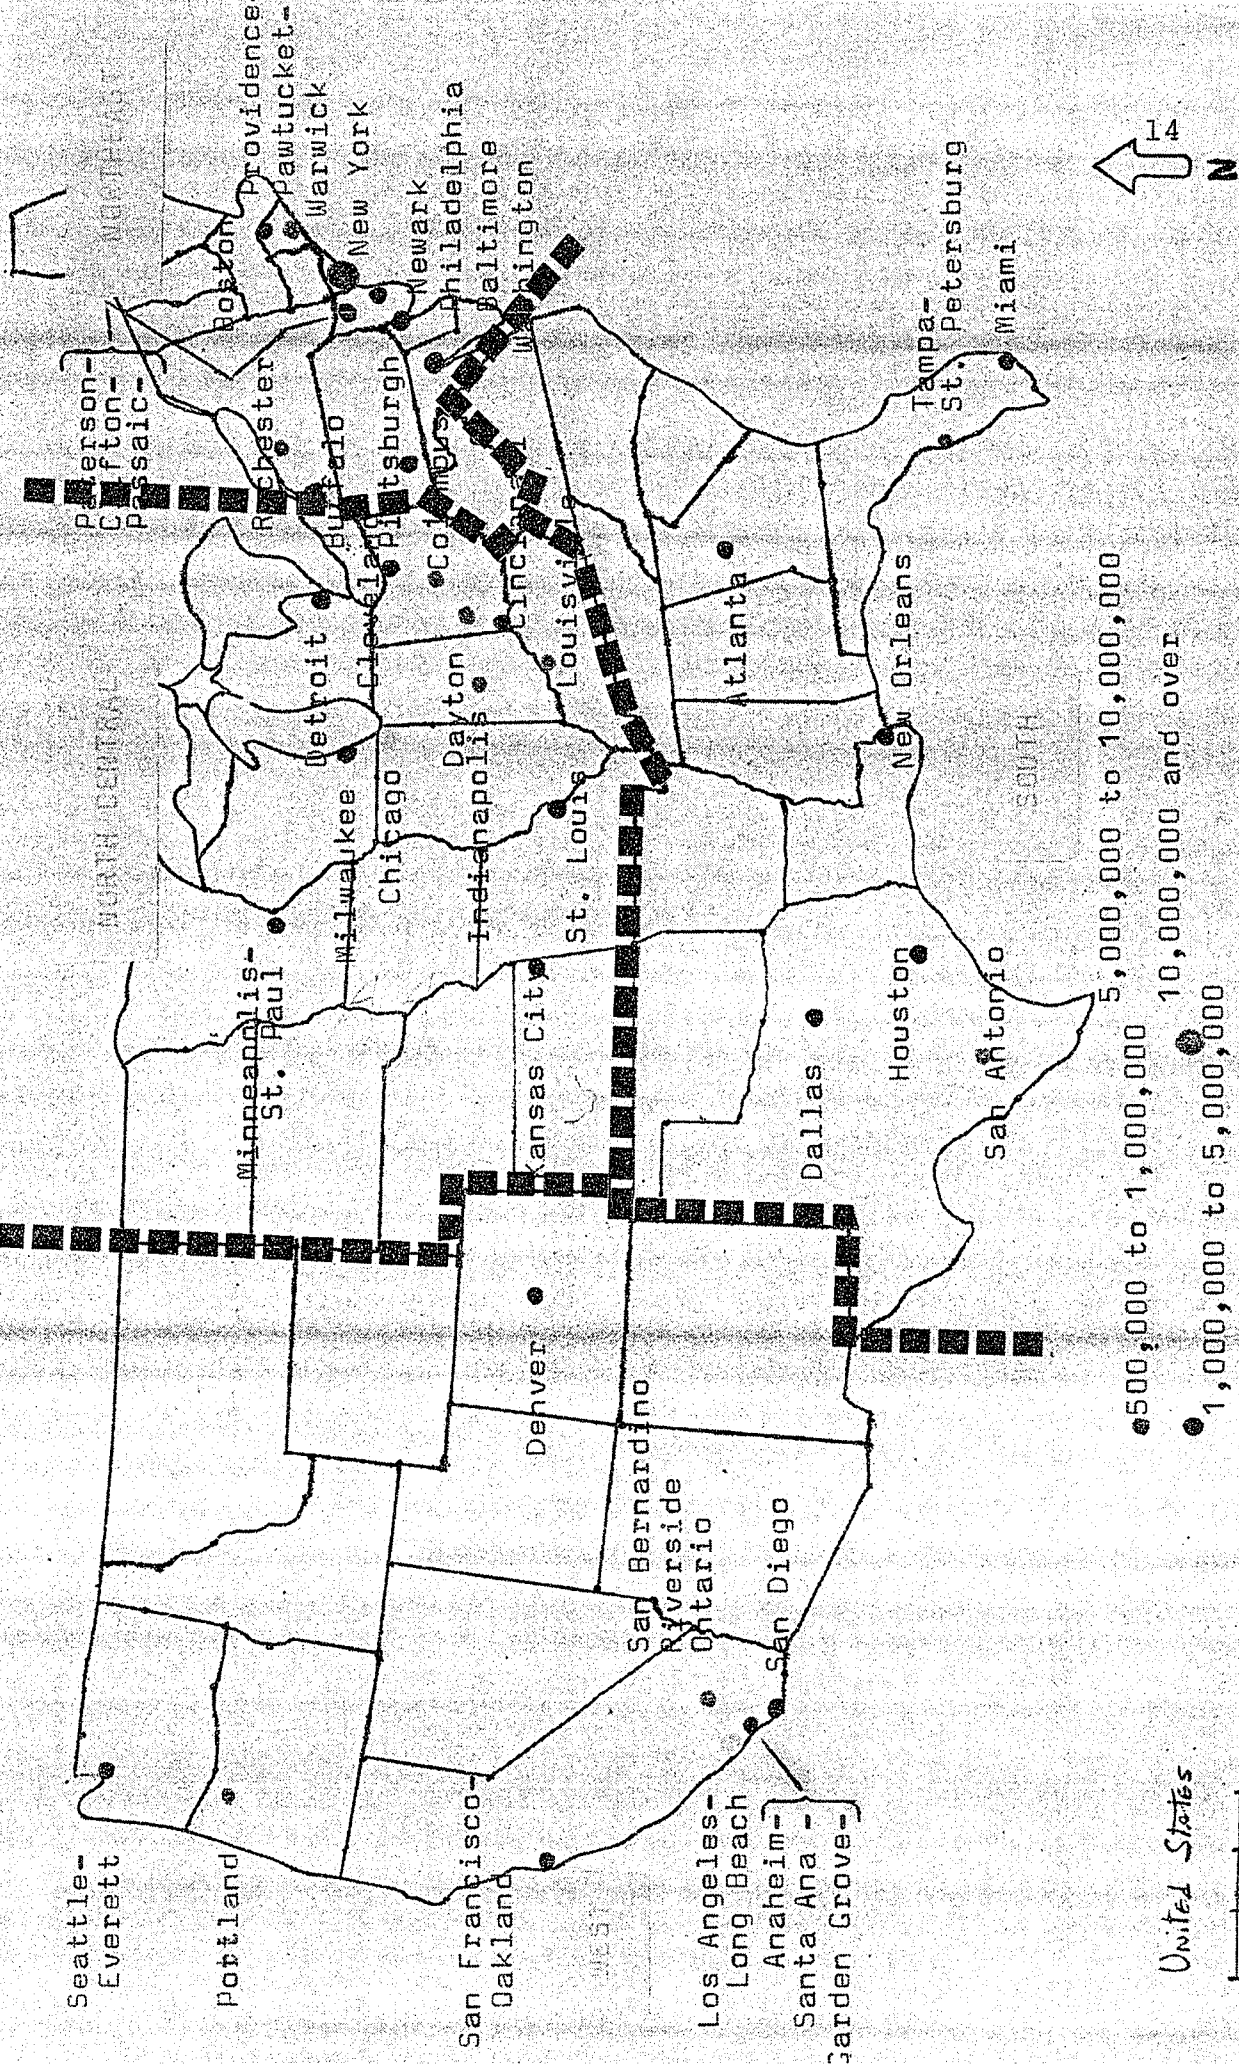 NORTH CENTRAL
NORTHEAST
Seattle-
Everett
Portland
San Francisco-
Oakland
WEST
Los Angeles-
Long Beach
Anaheim-
Santa Ana -
Garden Grove-
San Bernardino
Riverside
Ontario
San Diego
Denver
Minneapolis-
St. Paul
Milwaukee
Chicago
Indianapolis
Dayton
St. Louis
Kansas City
Dallas
Houston
San Antonio
Detroit
Cleveland
Columbus
Cincinnati
Louisville
Paterson-
Clifton-
Passaic-
Rochester
Buffalo
Pittsburgh
Boston
Providence
Pawtucket-
Warwick
New York
Newark
Philadelphia
Baltimore
Washington
Atlanta
New Orleans
SOUTH
Tampa-
St. Petersburg
Miami
500,000 to 1,000,000
5,000,000 to 10,000,000
1,000,000 to 5,000,000
10,000,000 and over
United States
14
N